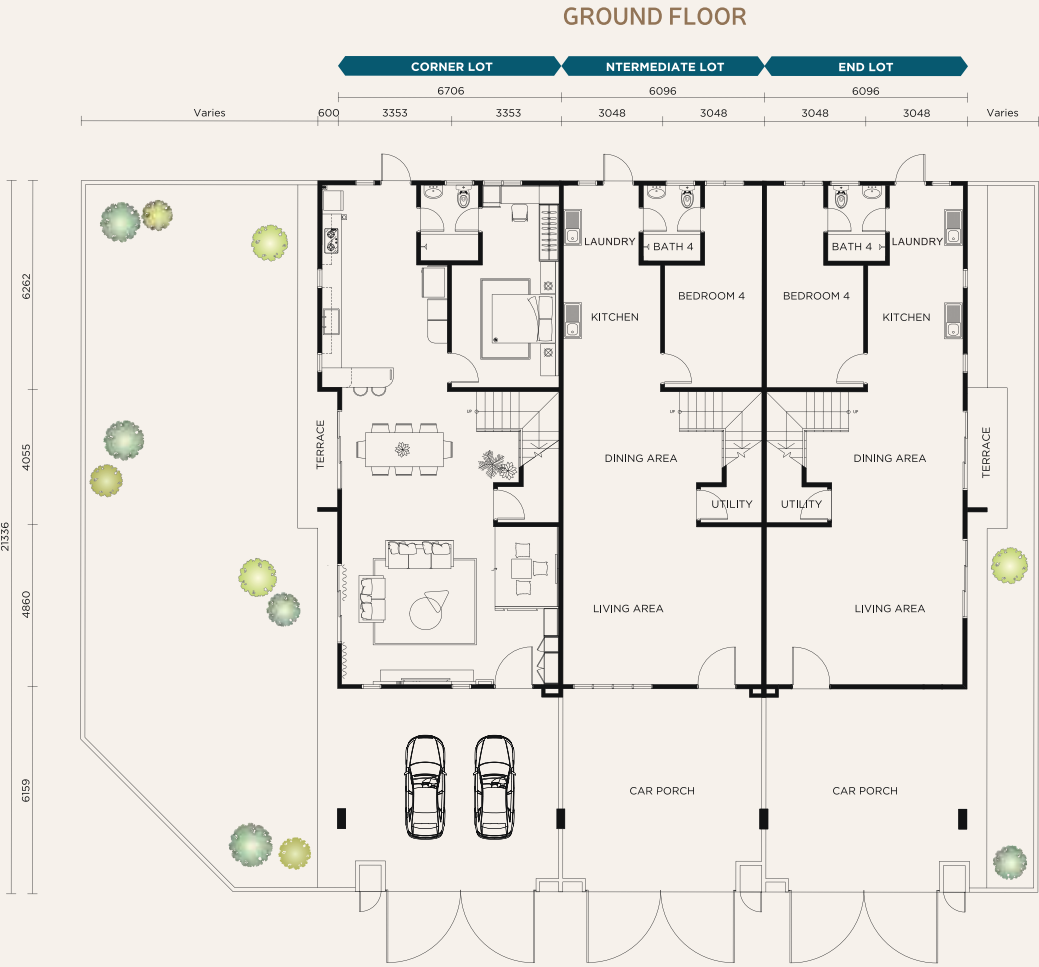 GROUND FLOOR
CORNER LOT
NTERMEDIATE LOT
END LOT
6706
6096
6096
Varies
600
3353
3353
3048
3048
3048
3048
Varies
LAUNDRY
BATH 4
BATH 4
LAUNDRY
6262
BEDROOM 4
BEDROOM 4
KITCHEN
KITCHEN
UP
UP
UP
TERRACE
4055
DINING AREA
DINING AREA
TERRACE
UTILITY
UTILITY
21336
4860
LIVING AREA
LIVING AREA
6159
CAR PORCH
CAR PORCH